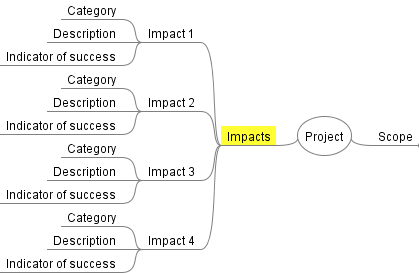 Category
Description
Indicator of success
Impact 1
Category
Description
Indicator of success
Impact 2
Category
Description
Indicator of success
Impact 3
Category
Description
Indicator of success
Impact 4
Impacts
Project
Scope